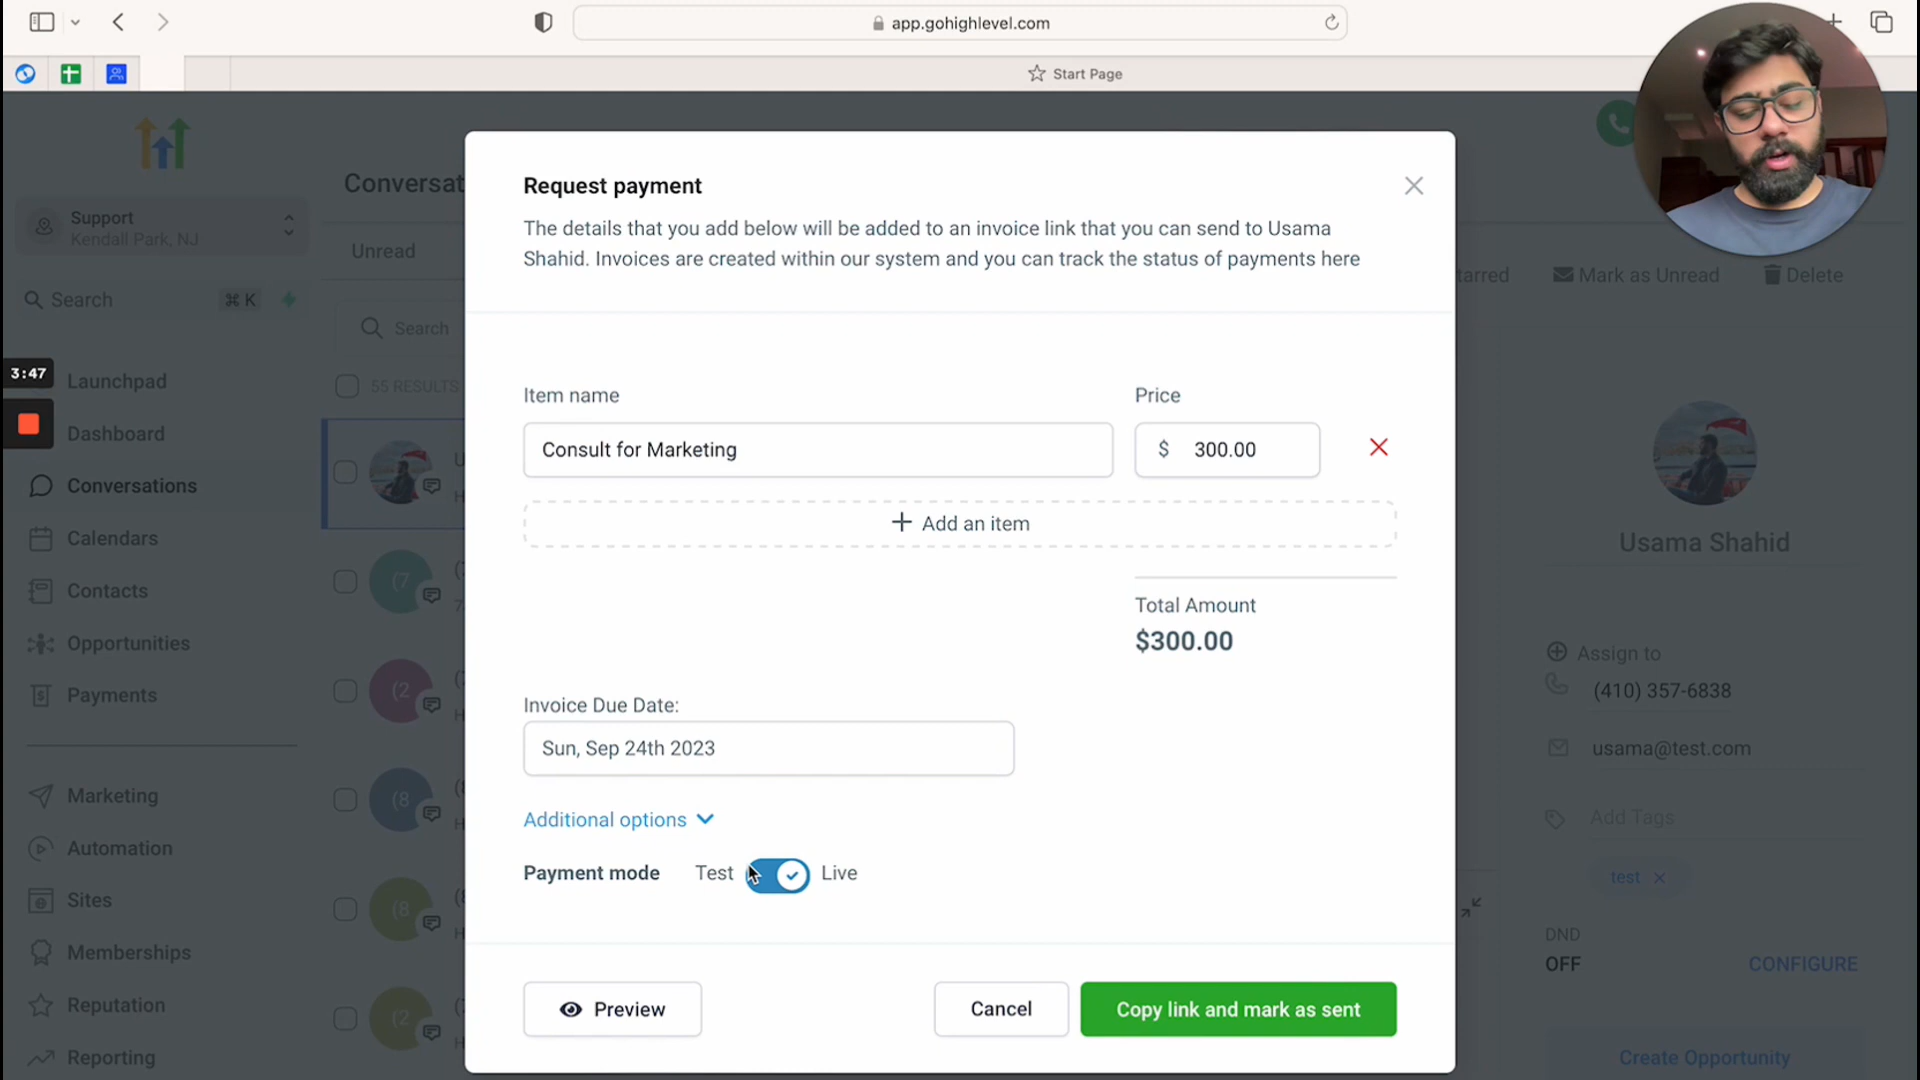 app.gohighlevel.com
Start Page
Support
Kendall Park, NJ
Search
⌘ K
3:47
Launchpad
Dashboard
Conversations
Calendars
Contacts
Opportunities
Payments
Marketing
Automation
Sites
Memberships
Reputation
Reporting
Conversat
Unread
Search
55 RESULTS
Request payment
The details that you add below will be added to an invoice link that you can send to Usama
Shahid. Invoices are created within our system and you can track the status of payments here
Item name
Price
Consult for Marketing
$ 300.00
Add an item
Total Amount
$300.00
Invoice Due Date:
Sun, Sep 24th 2023
Additional options
Payment mode Test Live
Preview
Cancel
Copy link and mark as sent
tarred
Mark as Unread
Delete
Usama Shahid
Assign to
(410) 357-6838
usama@test.com
Add Tags
test
DND
OFF
CONFIGURE
Create Opportunity